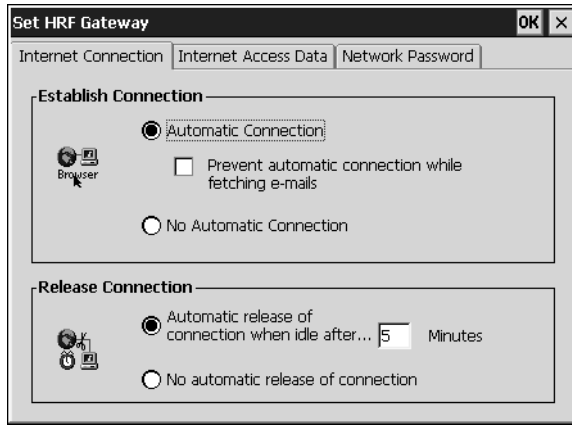 Set HRF Gateway OK ×
Internet Connection Internet Access Data Network Password
Establish Connection
Automatic Connection
Browser
Prevent automatic connection while
fetching e-mails
No Automatic Connection
Release Connection
Automatic release of
connection when idle after... 5 Minutes
No automatic release of connection